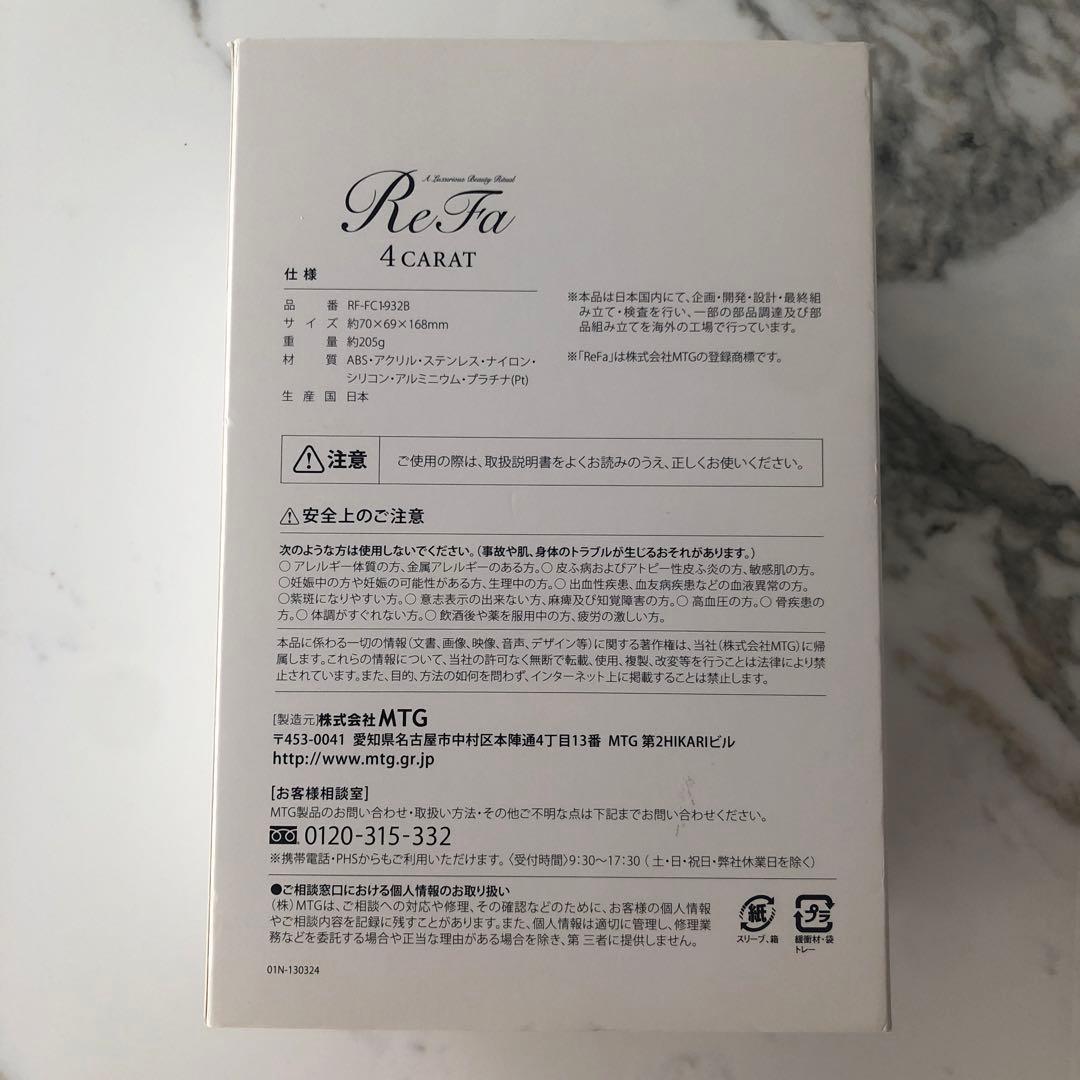 A Luxurious Beauty Ritual
ReFa
4 CARAT
仕様
品番 RF-FC1-932B
サイズ 約70×69×168mm
重量 約205g
材質 ABS・アクリル・ステンレス・ナイロン・
シリコン・アルミニウム・プラチナ(Pt)
生産国 日本
※本品は日本国内にて、企画・開発・設計・最終組
み立て・検査を行い、一部の部品調達及び部
品組み立てを海外の工場で行っています。
※「ReFa」は株式会社MTGの登録商標です。
注意 ご使用の際は、取扱説明書をよくお読みのうえ、正しくお使いください。
安全上のご注意
次のような方は使用しないでください。(事故や肌、身体のトラブルが生じるおそれがあります。)
○アレルギー体質の方、金属アレルギーのある方。○皮ふ病およびアトピー性皮ふ炎の方、敏感肌の方。
○妊娠中の方や妊娠の可能性がある方、生理中の方。○出血性疾患、血友病疾患などの血液異常の方。
○紫斑になりやすい方。○意志表示の出来ない方、麻痺及び知覚障害の方。○高血圧の方。○骨疾患の
方。○体調がすぐれない方。○飲酒後や薬を服用中の方、疲労の激しい方。
本品に係わる一切の情報(文書、画像、映像、音声、デザイン等)に関する著作権は、当社(株式会社MTG)に帰
属します。これらの情報について、当社の許可なく無断で転載、使用、複製、改変等を行うことは法律により禁
止されています。また、目的、方法の如何を問わず、インターネット上に掲載することは禁止します。
[製造元]株式会社MTG
〒453-0041 愛知県名古屋市中村区本陣通4丁目13番 MTG 第2HIKARIビル
http://www.mtg.gr.jp
[お客様相談室]
MTG製品のお問い合わせ・取扱い方法・その他ご不明な点は下記までお問い合わせください。
0120-315-332
※携帯電話・PHSからもご利用いただけます。〈受付時間〉9:30〜17:30(土・日・祝日・弊社休業日を除く)
●ご相談窓口における個人情報のお取り扱い
(株)MTGは、ご相談への対応や修理、その確認などのために、お客様の個人情報
やご相談内容を記録に残すことがあります。また、個人情報は適切に管理し、修理業
務などを委託する場合や正当な理由がある場合を除き、第三者に提供しません。
紙
スリーブ、箱
プラ
緩衝材・袋
トレー
01N-130324